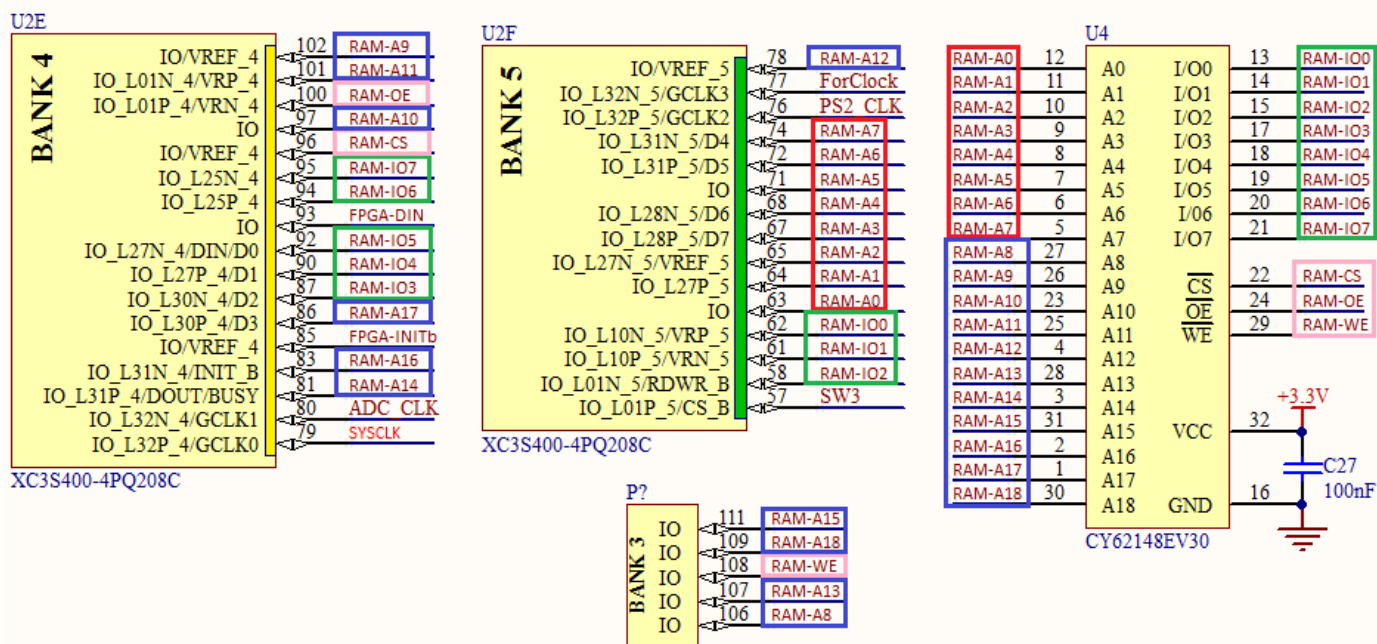 U2E
BANK 4
IO/VREF_4 102 RAM-A9
IO_L01N_4/VRP_4 101 RAM-A11
IO_L01P_4/VRN_4 100 RAM-OE
IO 97 RAM-A10
IO/VREF_4 96 RAM-CS
IO_L25N_4 95 RAM-IO7
IO_L25P_4 94 RAM-IO6
IO 93 FPGA-DIN
IO_L27N_4/DIN/D0 92 RAM-IO5
IO_L27P_4/D1 90 RAM-IO4
IO_L30N_4/D2 87 RAM-IO3
IO_L30P_4/D3 86 RAM-A17
IO/VREF_4 85 FPGA-INITb
IO_L31N_4/INIT_B 83 RAM-A16
IO_L31P_4/DOUT/BUSY 81 RAM-A14
IO_L32N_4/GCLK1 80 ADC_CLK
IO_L32P_4/GCLK0 79 SYSCLK
XC3S400-4PQ208C
U2F
BANK 5
IO/VREF_5 78 RAM-A12
IO_L32N_5/GCLK3 77 ForClock
IO_L32P_5/GCLK2 76 PS2_CLK
IO_L31N_5/D4 74 RAM-A7
IO_L31P_5/D5 72 RAM-A6
IO 71 RAM-A5
IO_L28N_5/D6 68 RAM-A4
IO_L28P_5/D7 67 RAM-A3
IO_L27N_5/VREF_5 65 RAM-A2
IO_L27P_5 64 RAM-A1
IO 63 RAM-A0
IO_L10N_5/VRP_5 62 RAM-IO0
IO_L10P_5/VRN_5 61 RAM-IO1
IO_L01N_5/RDWR_B 58 RAM-IO2
IO_L01P_5/CS_B 57 SW3
XC3S400-4PQ208C
P?
BANK 3
IO 111 RAM-A15
IO 109 RAM-A18
IO 108 RAM-WE
IO 107 RAM-A13
IO 106 RAM-A8
U4
RAM-A0 12 A0 I/O0 13 RAM-IO0
RAM-A1 11 A1 I/O1 14 RAM-IO1
RAM-A2 10 A2 I/O2 15 RAM-IO2
RAM-A3 9 A3 I/O3 17 RAM-IO3
RAM-A4 8 A4 I/O4 18 RAM-IO4
RAM-A5 7 A5 I/O5 19 RAM-IO5
RAM-A6 6 A6 I/06 20 RAM-IO6
RAM-A7 5 A7 I/O7 21 RAM-IO7
RAM-A8 27 A8
RAM-A9 26 A9 CS 22 RAM-CS
RAM-A10 23 A10 OE 24 RAM-OE
RAM-A11 25 A11 WE 29 RAM-WE
RAM-A12 4 A12
RAM-A13 28 A13
RAM-A14 3 A14 +3.3V
RAM-A15 31 A15 VCC 32
RAM-A16 2 A16
RAM-A17 1 A17 C27
RAM-A18 30 A18 GND 16 100nF
CY62148EV30